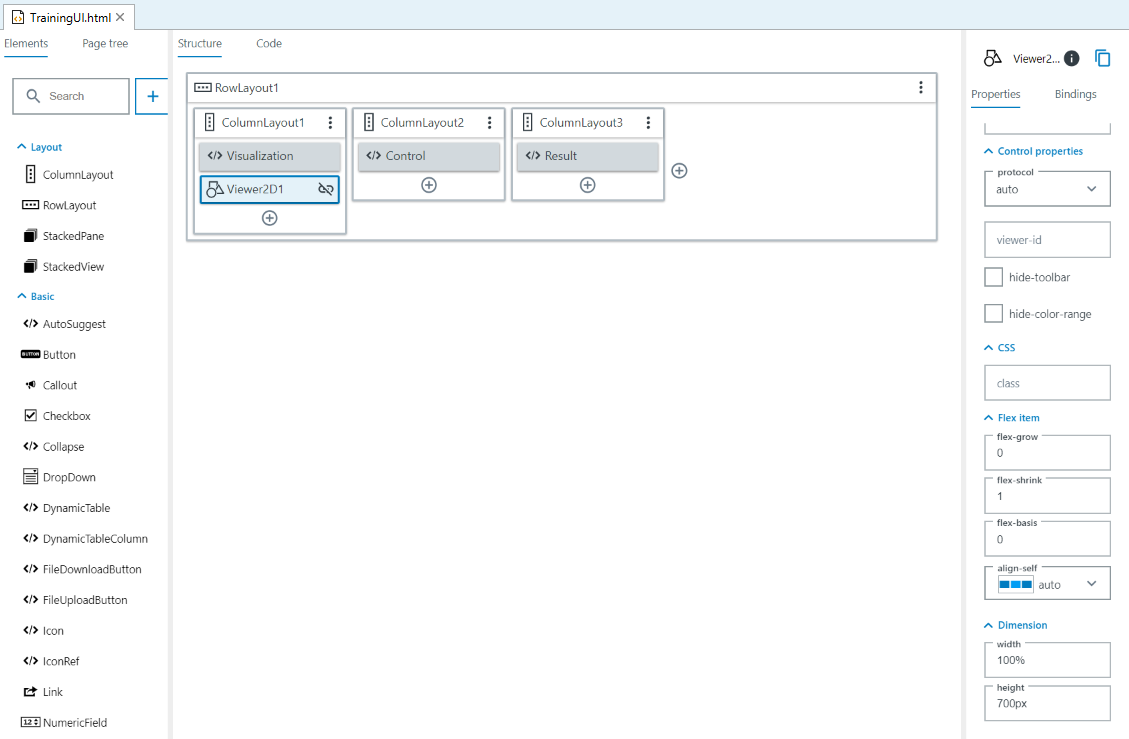 TrainingUI.html
Elements
Page tree
Search
Layout
ColumnLayout
RowLayout
StackedPane
StackedView
Basic
AutoSuggest
BUTTON Button
Callout
Checkbox
Collapse
DropDown
DynamicTable
DynamicTableColumn
FileDownloadButton
FileUploadButton
Icon
IconRef
Link
12 NumericField
Structure
Code
RowLayout1
ColumnLayout1
Visualization
Viewer2D1
ColumnLayout2
Control
ColumnLayout3
Result
Viewer2...
Properties
Bindings
Control properties
protocol
auto
viewer-id
hide-toolbar
hide-color-range
CSS
class
Flex item
flex-grow
0
flex-shrink
1
flex-basis
0
align-self
auto
Dimension
width
100%
height
700px